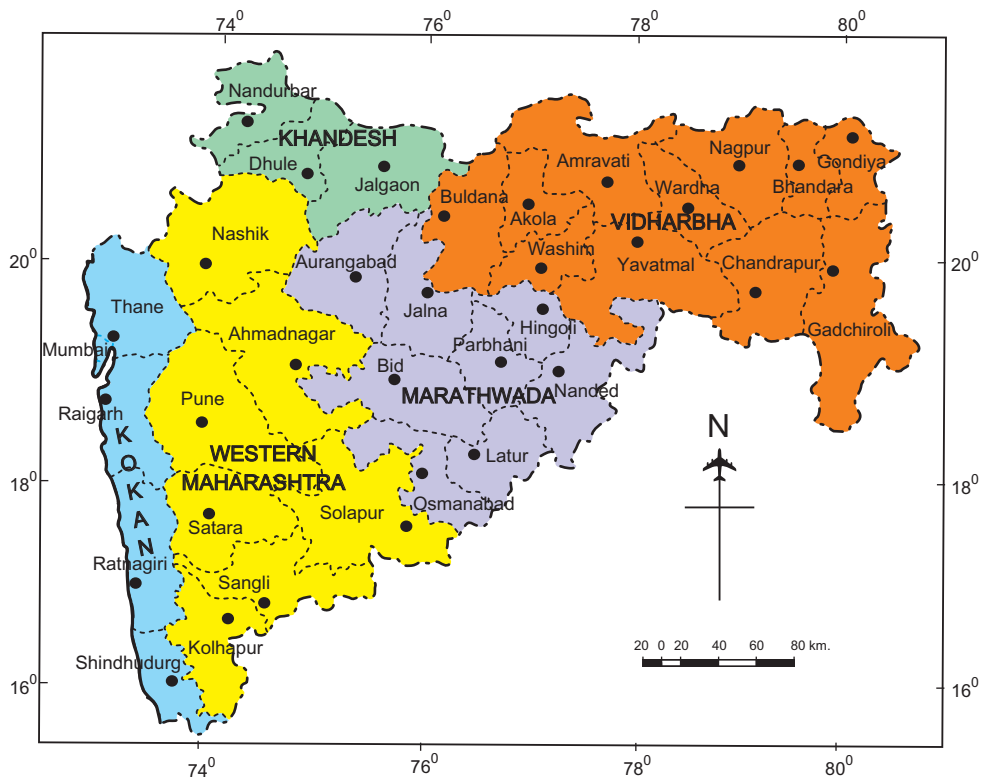 74⁰ 76⁰ 78⁰ 80⁰
Nandurbar
KHANDESH
Dhule
Jalgaon
Amravati
Nagpur
Gondiya
Buldana
Wardha
Bhandara
Akola
VIDHARBHA
Nashik
Washim
Yavatmal
Chandrapur
Aurangabad
20⁰ 20⁰
Thane
Jalna
Hingoli
Gadchiroli
Ahmadnagar
Mumbai
Parbhani
Bid
Nanded
MARATHWADA
Raigarh
Pune
N
KOKAN
WESTERN
MAHARASHTRA
Latur
18⁰ 18⁰
Osmanabad
Satara
Solapur
Ratnagiri
Sangli
Kolhapur
Shindhudurg
20 0 20 40 60 80 km.
16⁰ 16⁰
74⁰ 76⁰ 78⁰ 80⁰